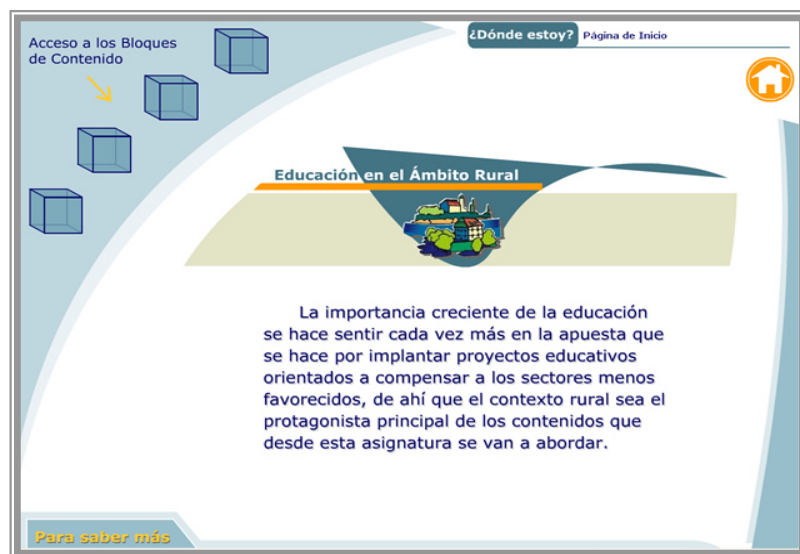 Acceso a los Bloques
de Contenido
¿Dónde estoy? Página de Inicio
Educación en el Ámbito Rural
La importancia creciente de la educación
se hace sentir cada vez más en la apuesta que
se hace por implantar proyectos educativos
orientados a compensar a los sectores menos
favorecidos, de ahí que el contexto rural sea el
protagonista principal de los contenidos que
desde esta asignatura se van a abordar.
Para saber más